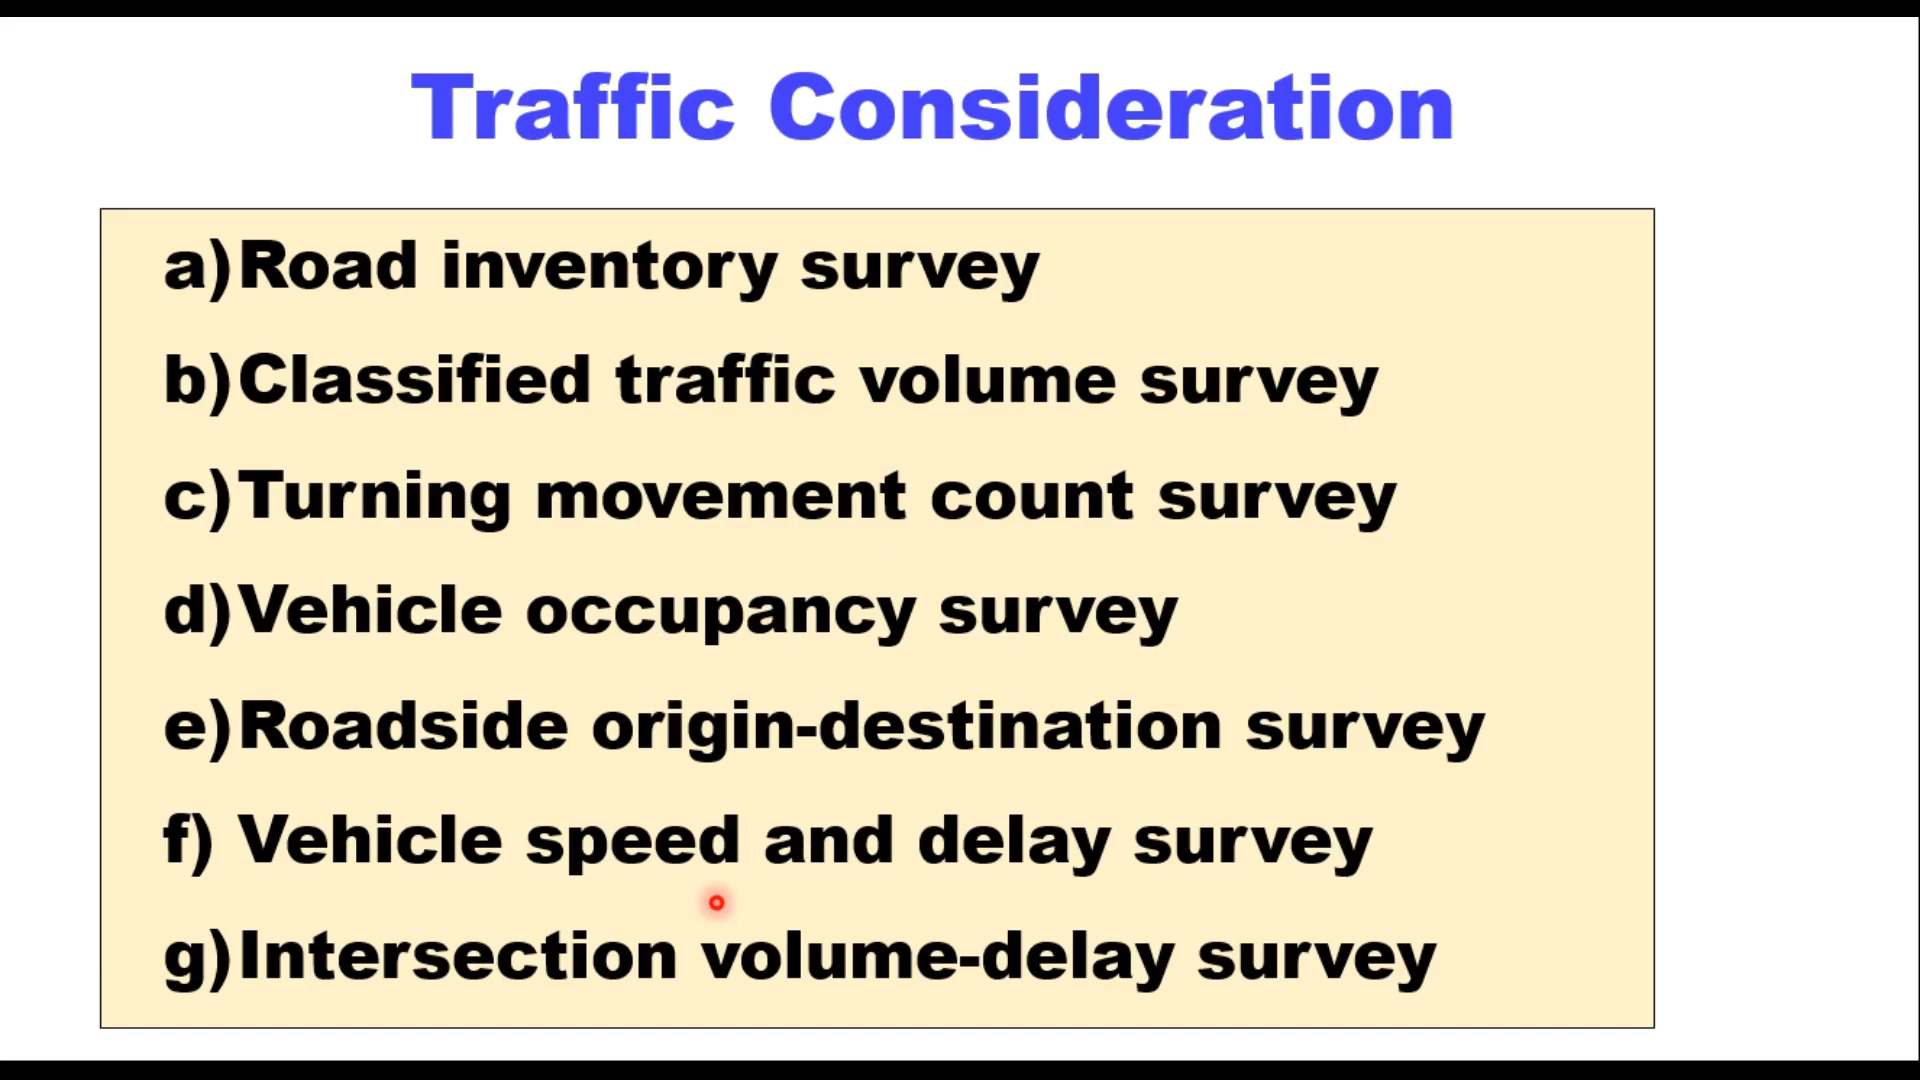 Traffic Consideration
a) Road inventory survey
b) Classified traffic volume survey
c) Turning movement count survey
d) Vehicle occupancy survey
e) Roadside origin-destination survey
f) Vehicle speed and delay survey
g) Intersection volume-delay survey